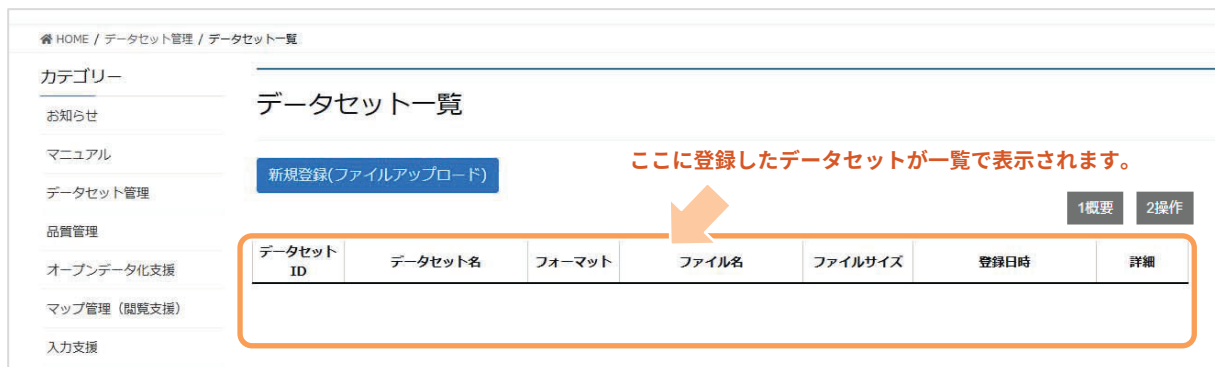 HOME / データセット管理 / データセット一覧
カテゴリー
お知らせ
マニュアル
データセット管理
品質管理
オープンデータ化支援
マップ管理（閲覧支援）
入力支援
データセット一覧
新規登録(ファイルアップロード)
ここに登録したデータセットが一覧で表示されます。
1概要 2操作
データセットID データセット名 フォーマット ファイル名 ファイルサイズ 登録日時 詳細